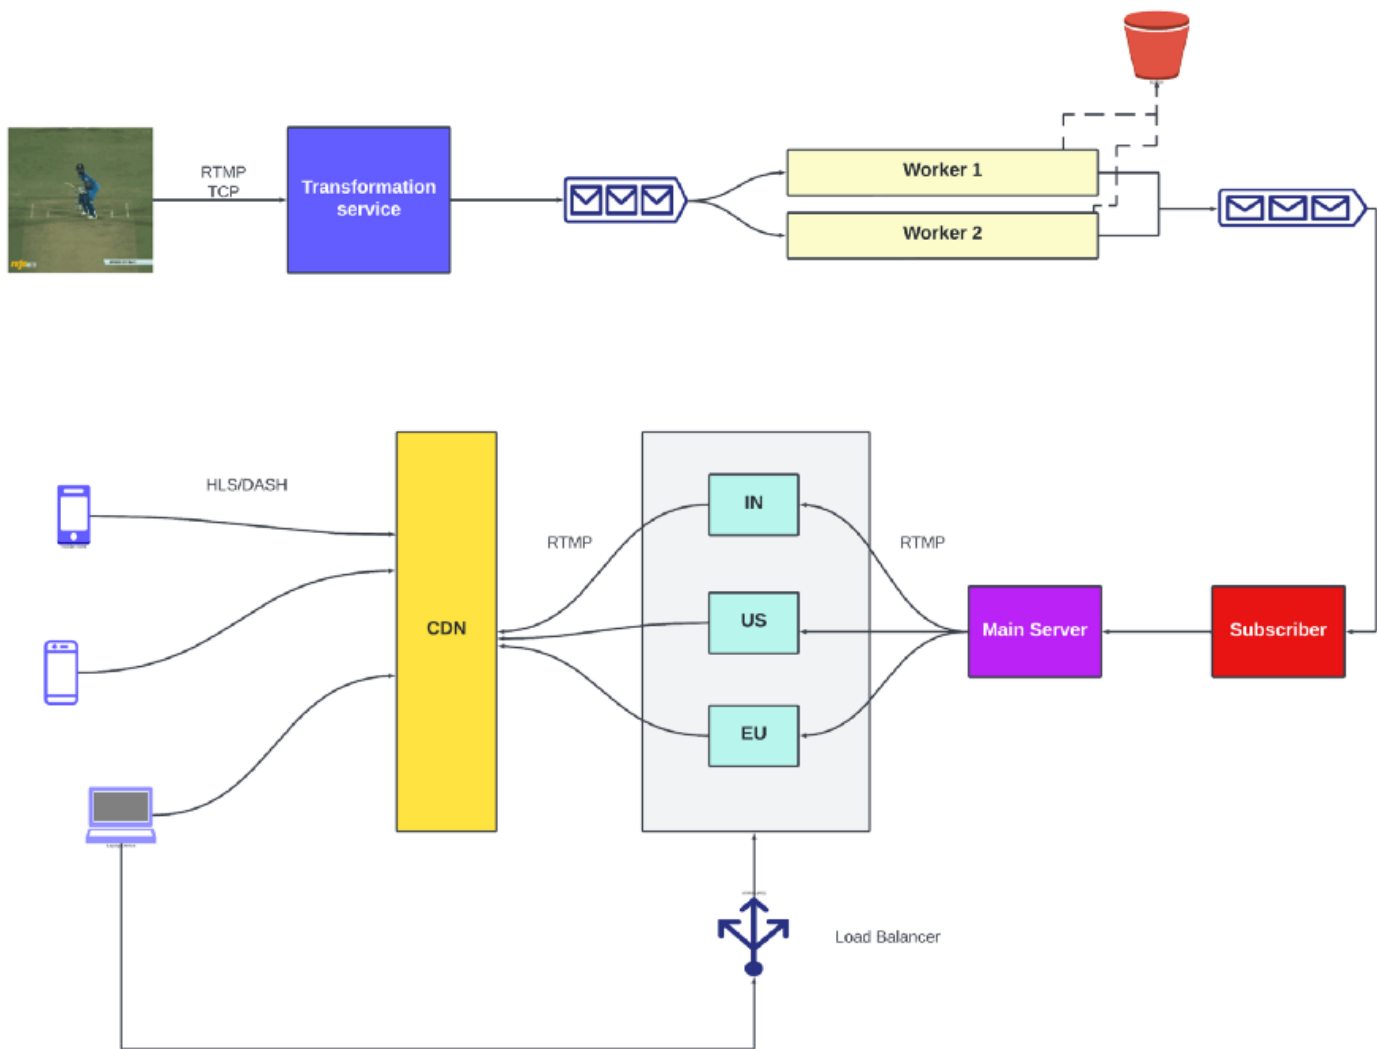 RTMP
TCP
Transformation
service
Worker 1
Worker 2
HLS/DASH
CDN
RTMP
IN
US
EU
RTMP
Main Server
Subscriber
Load Balancer